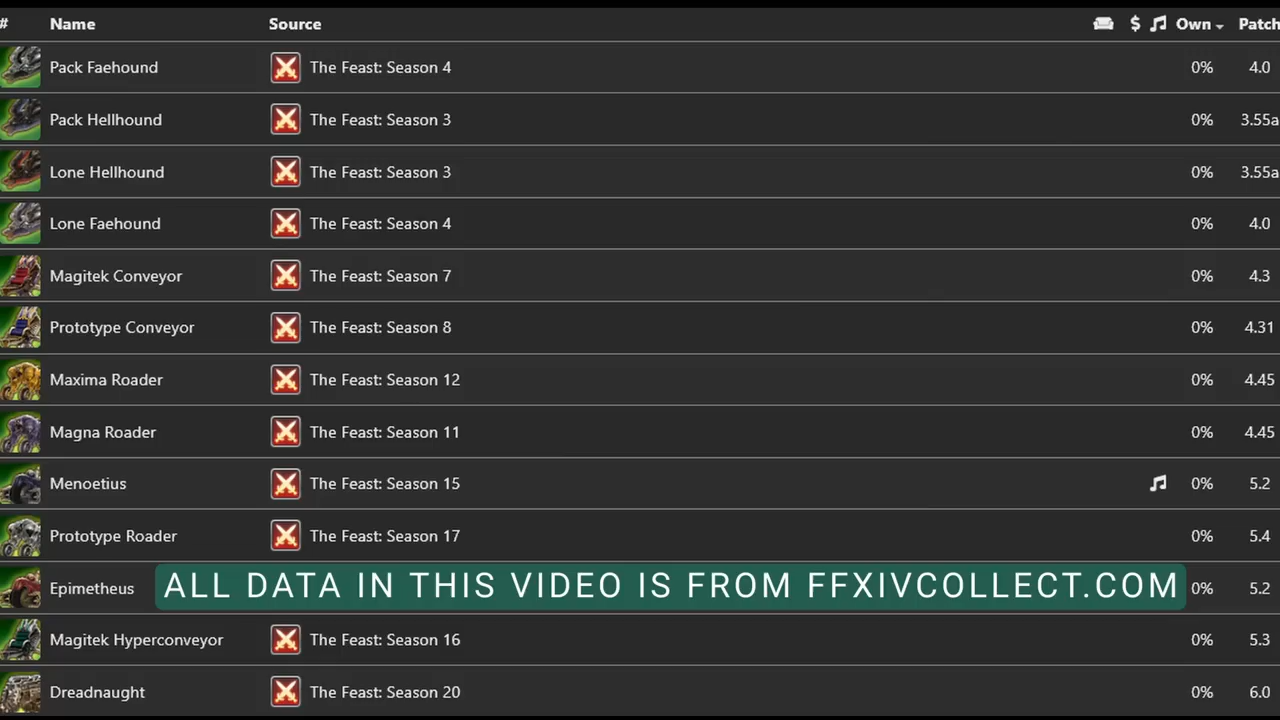 # Name Source $ Own Patch
Pack Faehound The Feast: Season 4 0% 4.0
Pack Hellhound The Feast: Season 3 0% 3.55a
Lone Hellhound The Feast: Season 3 0% 3.55a
Lone Faehound The Feast: Season 4 0% 4.0
Magitek Conveyor The Feast: Season 7 0% 4.3
Prototype Conveyor The Feast: Season 8 0% 4.31
Maxima Roader The Feast: Season 12 0% 4.45
Magna Roader The Feast: Season 11 0% 4.45
Menoetius The Feast: Season 15 0% 5.2
Prototype Roader The Feast: Season 17 0% 5.4
Epimetheus ALL DATA IN THIS VIDEO IS FROM FFXIVCOLLECT.COM 0% 5.2
Magitek Hyperconveyor The Feast: Season 16 0% 5.3
Dreadnaught The Feast: Season 20 0% 6.0